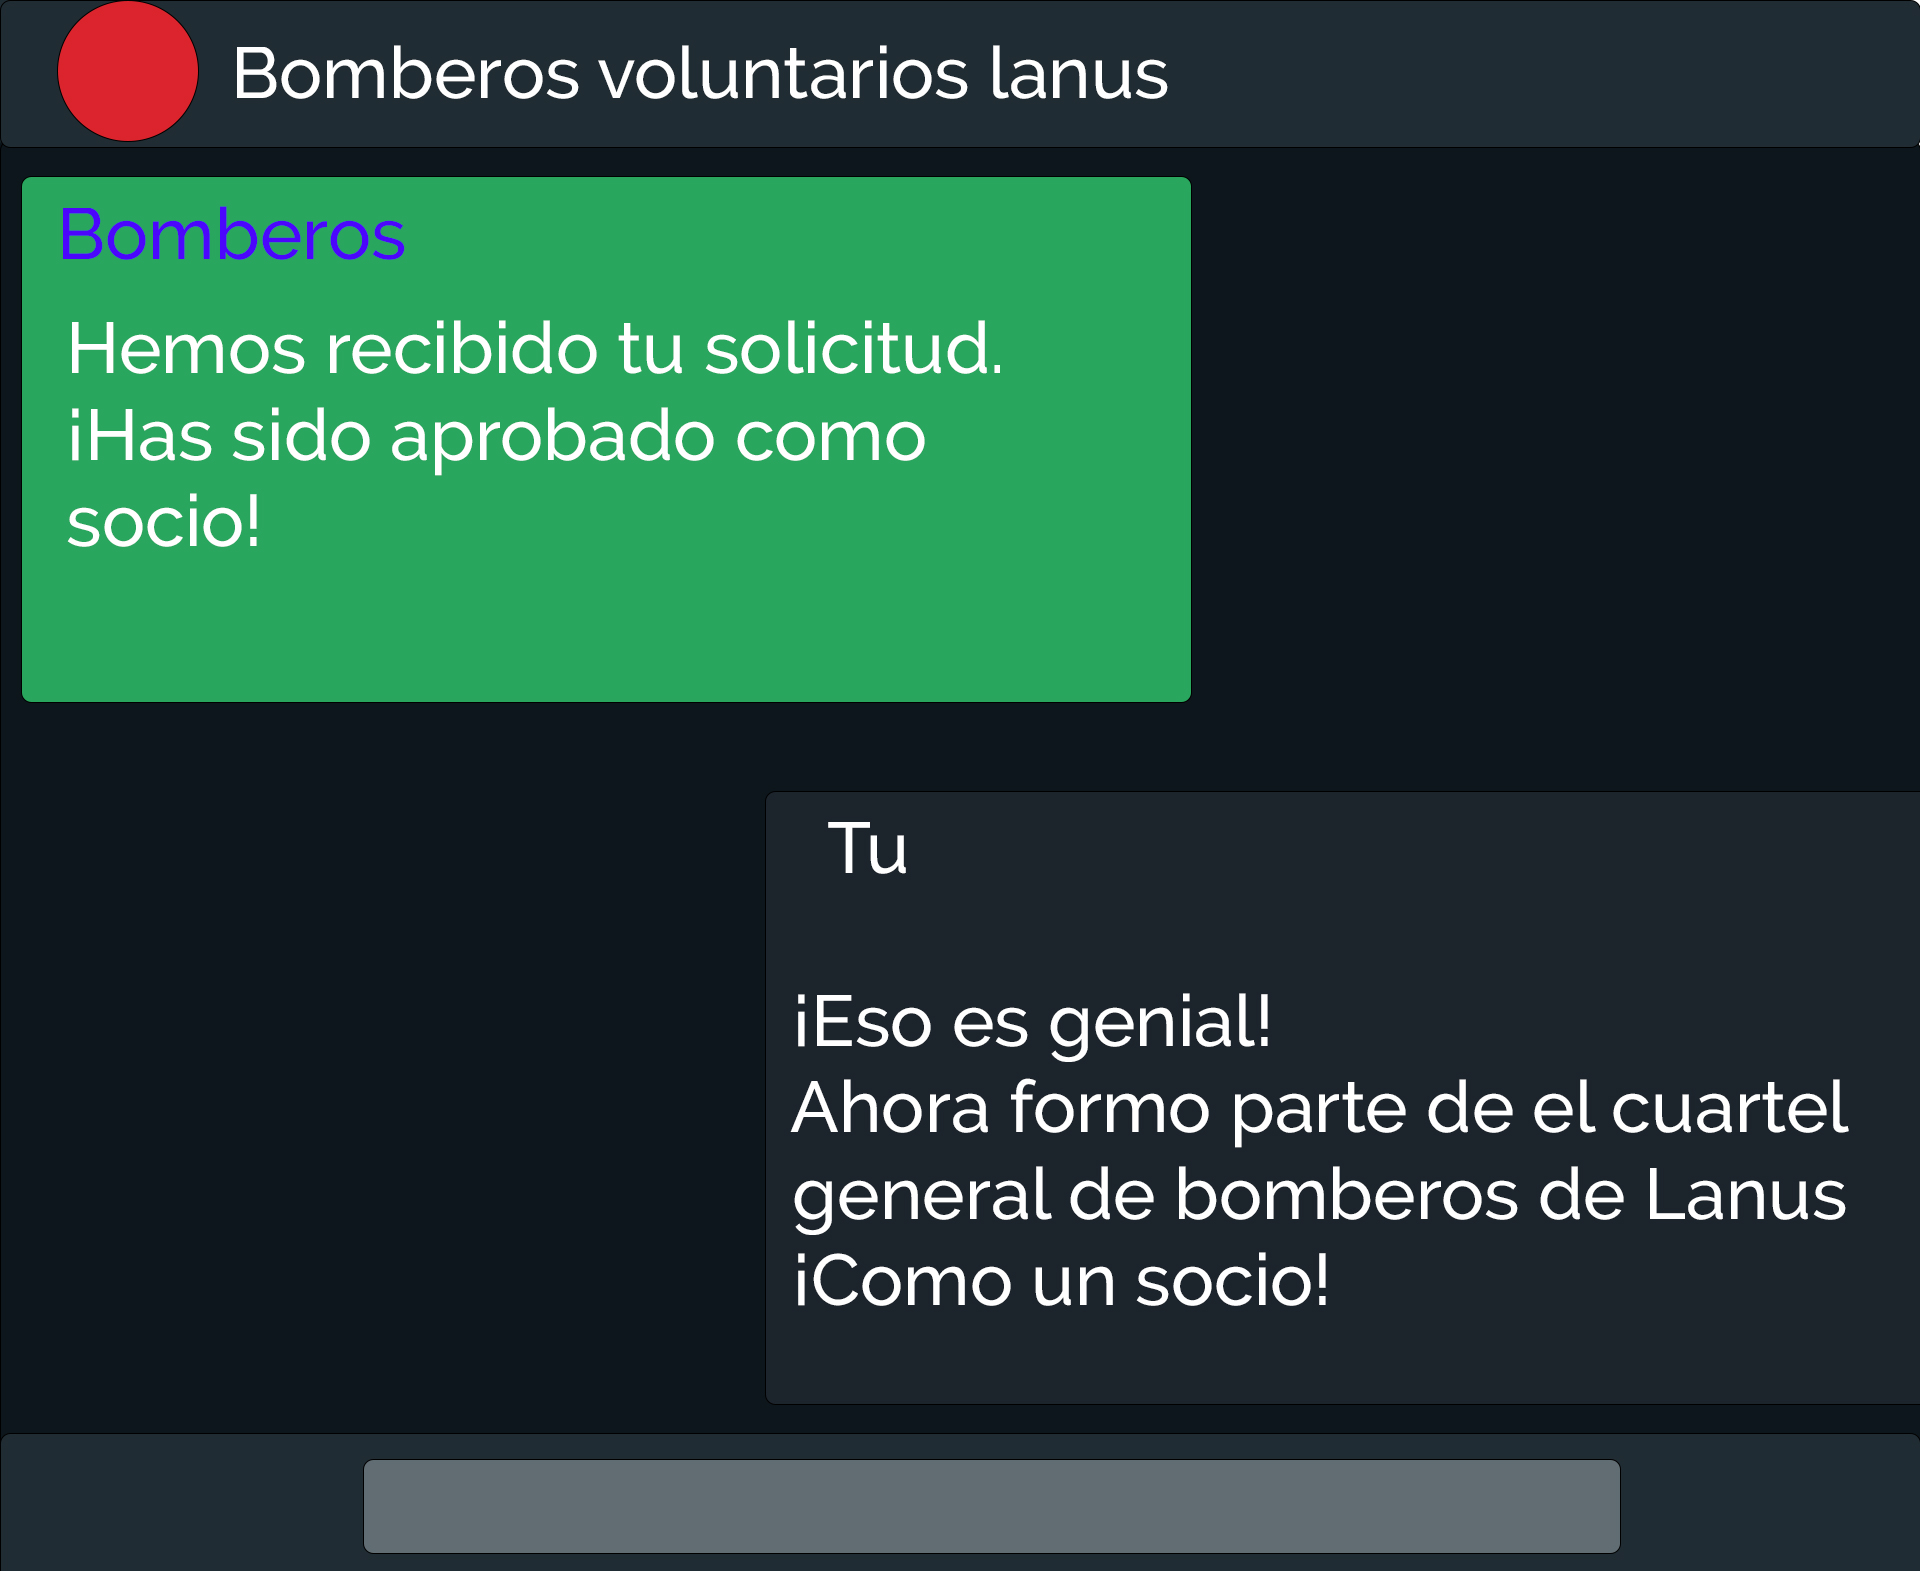 Bomberos voluntarios lanus
Bomberos
Hemos recibido tu solicitud.
¡Has sido aprobado como
socio!
Tu
¡Eso es genial!
Ahora formo parte de el cuartel
general de bomberos de Lanus
¡Como un socio!